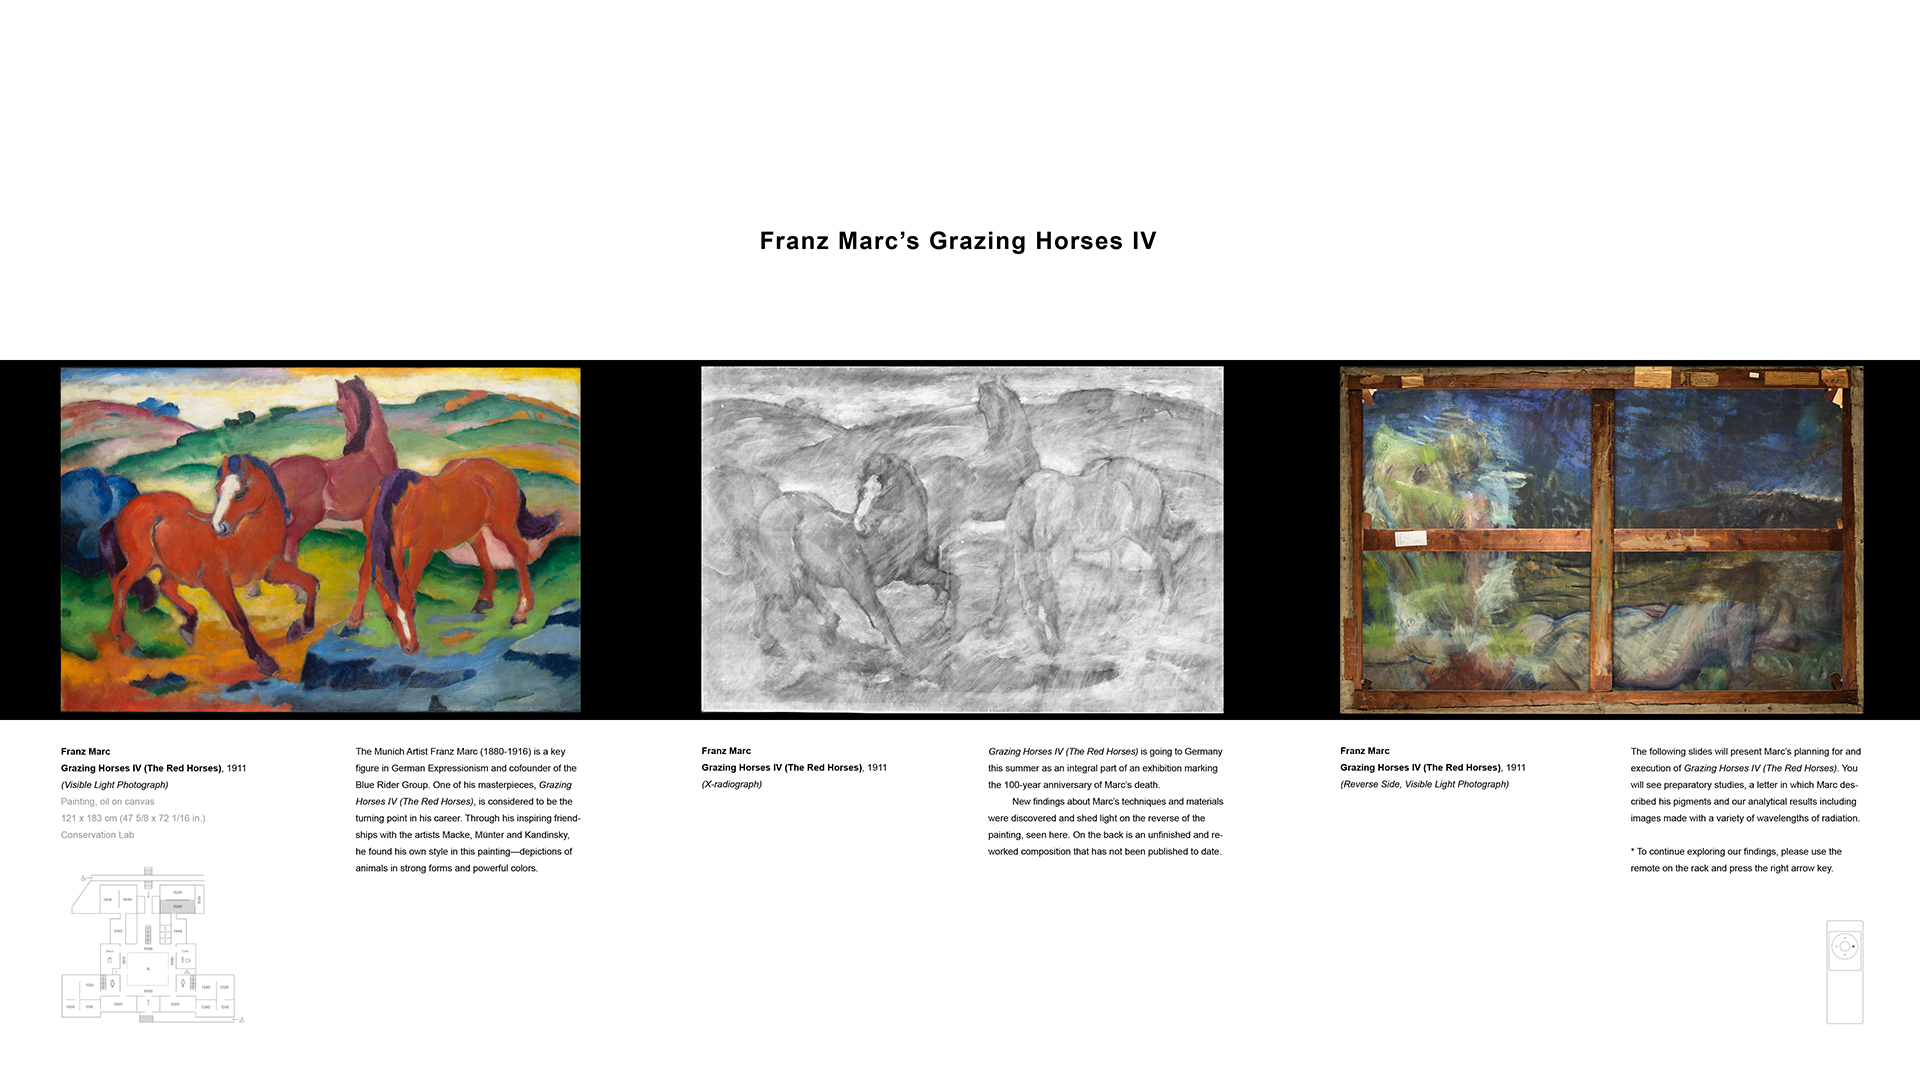 Franz Marc’s Grazing Horses IV
Franz Marc
Grazing Horses IV (The Red Horses), 1911
(Visible Light Photograph)
Painting, oil on canvas
121 x 183 cm (47 5/8 x 72 1/16 in.)
Conservation Lab
The Munich Artist Franz Marc (1880-1916) is a key
figure in German Expressionism and cofounder of the
Blue Rider Group. One of his masterpieces, Grazing
Horses IV (The Red Horses), is considered to be the
turning point in his career. Through his inspiring friend-
ships with the artists Macke, Münter and Kandinsky,
he found his own style in this painting—depictions of
animals in strong forms and powerful colors.
Franz Marc
Grazing Horses IV (The Red Horses), 1911
(X-radiograph)
Grazing Horses IV (The Red Horses) is going to Germany
this summer as an integral part of an exhibition marking
the 100-year anniversary of Marc’s death.
New findings about Marc’s techniques and materials
were discovered and shed light on the reverse of the
painting, seen here. On the back is an unfinished and re-
worked composition that has not been published to date.
Franz Marc
Grazing Horses IV (The Red Horses), 1911
(Reverse Side, Visible Light Photograph)
The following slides will present Marc’s planning for and
execution of Grazing Horses IV (The Red Horses). You
will see preparatory studies, a letter in which Marc des-
cribed his pigments and our analytical results including
images made with a variety of wavelengths of radiation.
* To continue exploring our findings, please use the
remote on the rack and press the right arrow key.